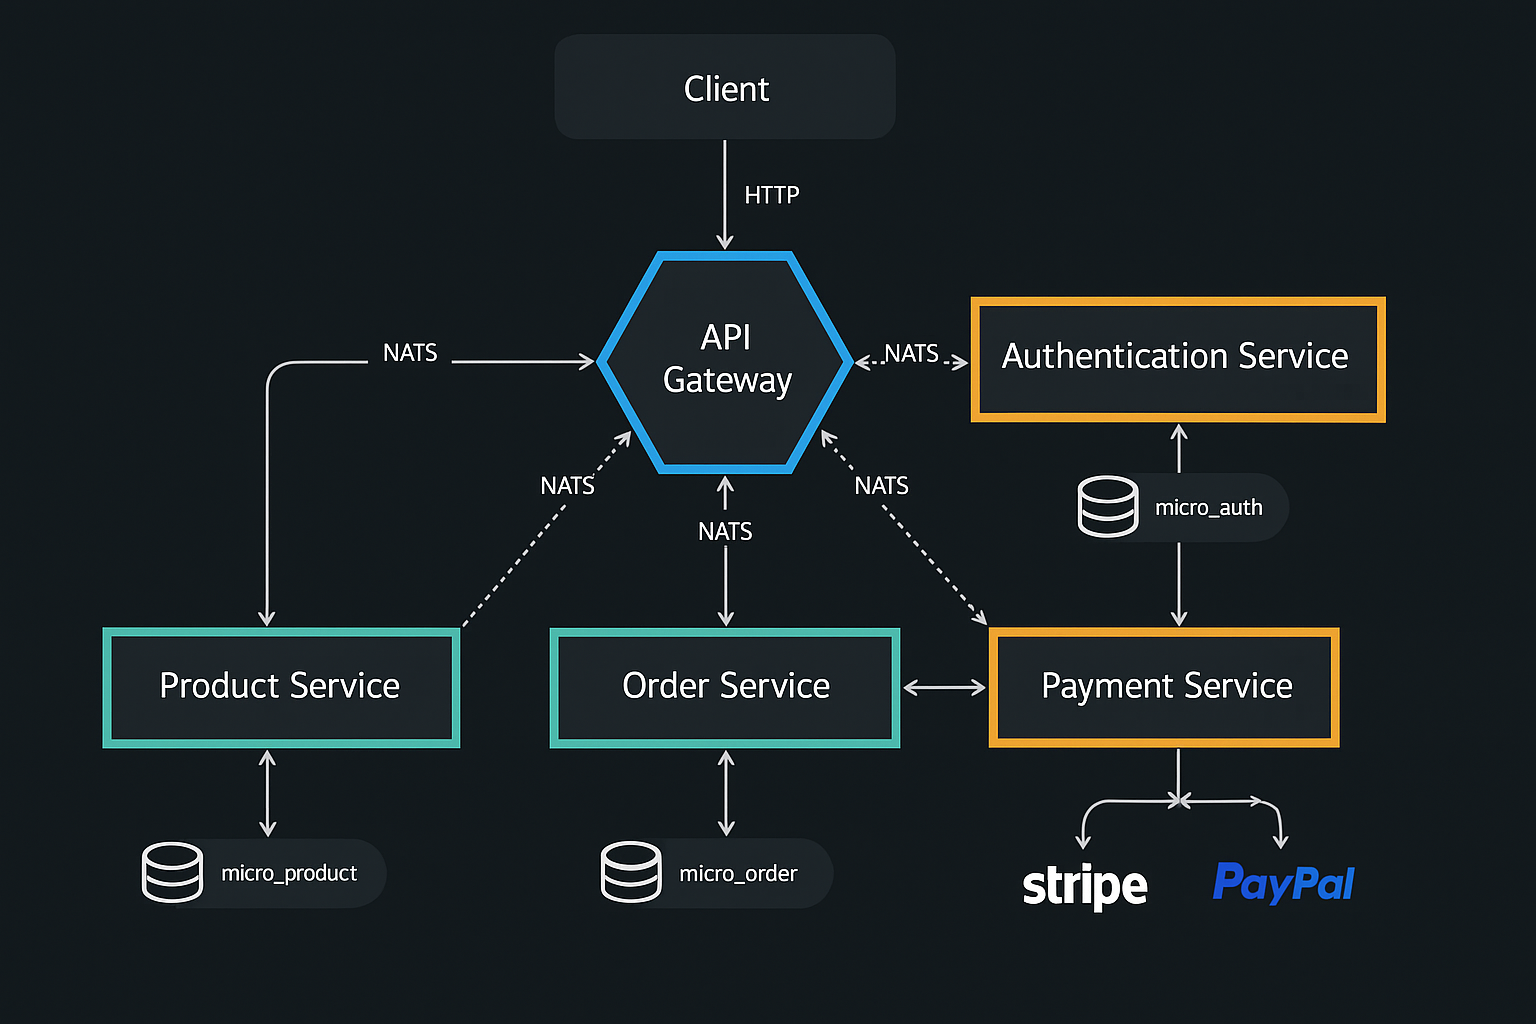 Client
HTTP
API
Gateway
NATS
NATS
Authentication Service
NATS
NATS
NATS
micro_auth
Product Service
Order Service
Payment Service
micro_product
micro_order
stripe
PayPal